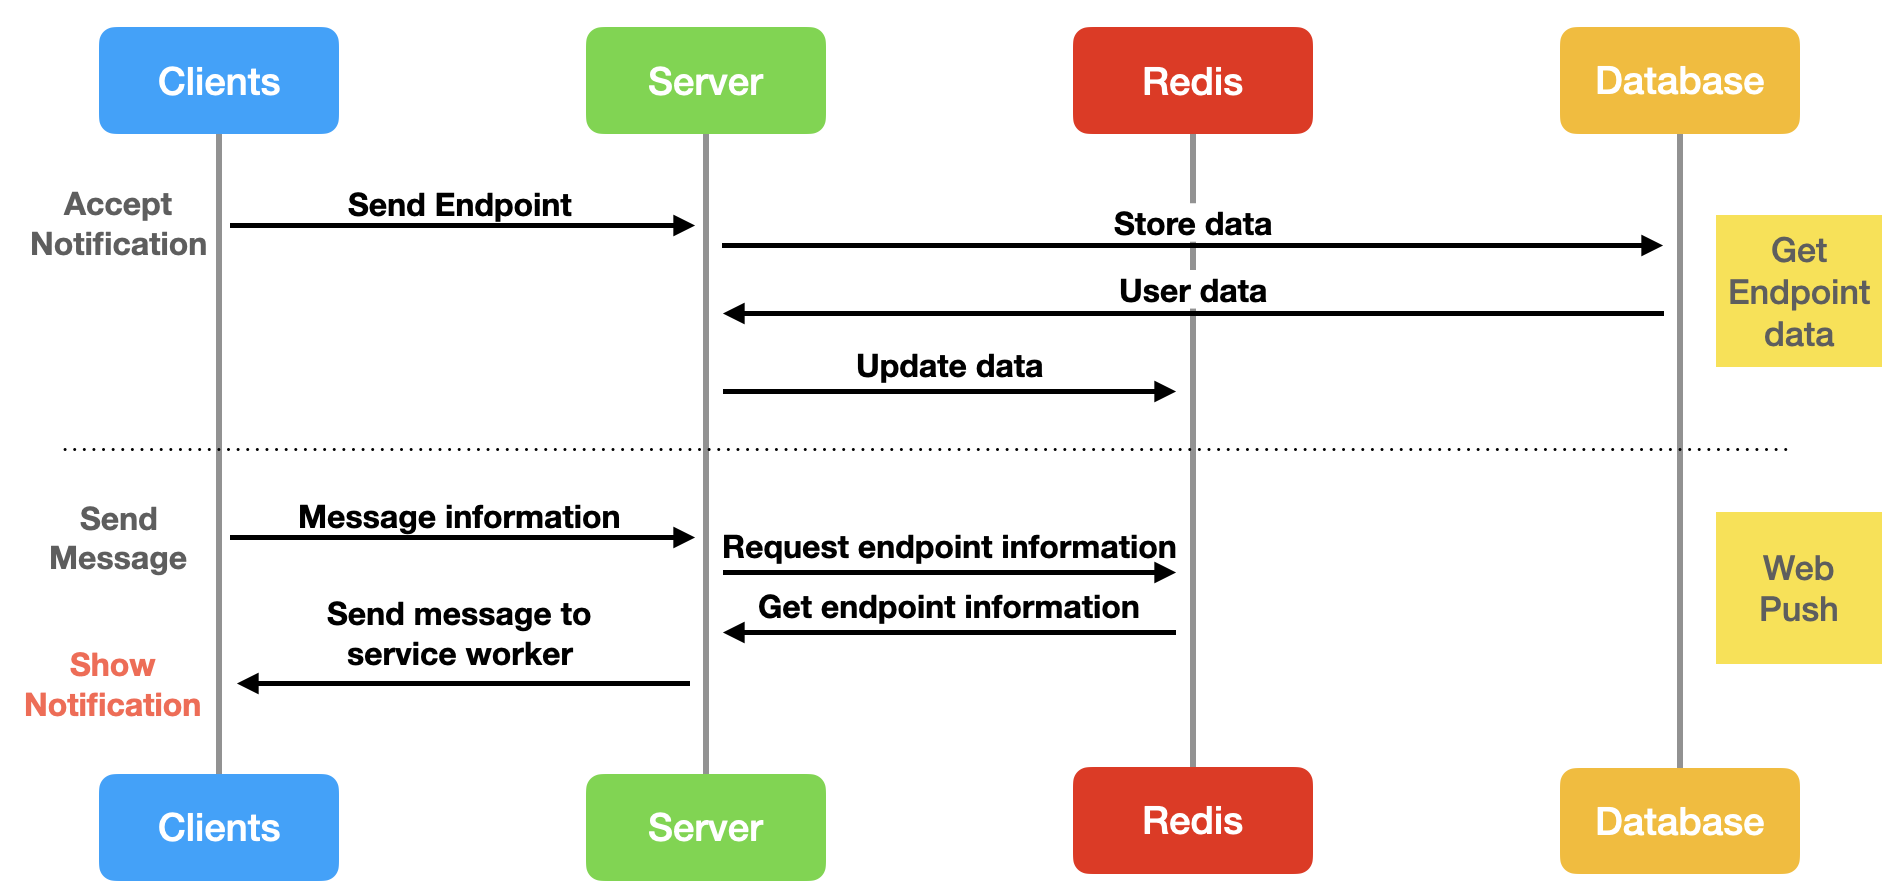 Clients
Server
Redis
Database
Accept
Notification
Send Endpoint
Store data
User data
Update data
Get
Endpoint
data
Send
Message
Message information
Request endpoint information
Get endpoint information
Send message to
service worker
Show
Notification
Web
Push
Clients
Server
Redis
Database